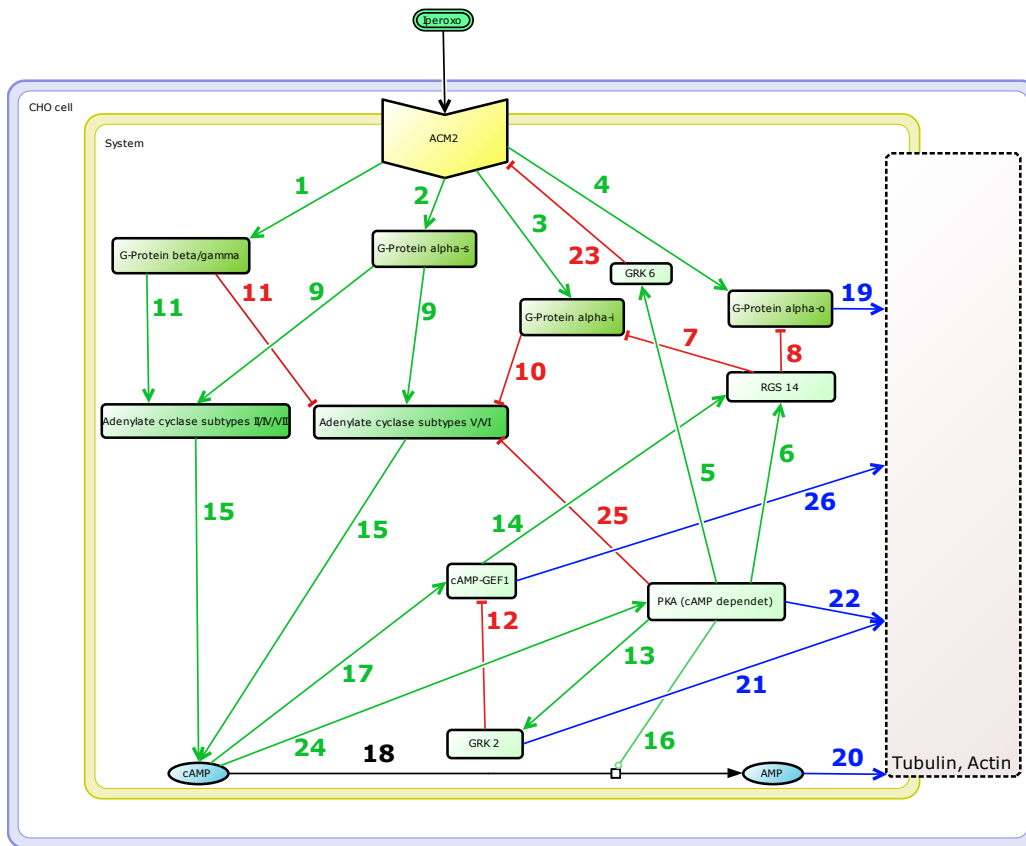 Iperoxo
CHO cell
System
ACM2
1
2
3
4
23
G-Protein beta/gamma
G-Protein alpha-s
GRK 6
G-Protein alpha-i
G-Protein alpha-o
19
11
11
9
9
10
7
8
RGS 14
Adenylate cyclase subtypes II/IV/VII
Adenylate cyclase subtypes V/VI
5
6
26
15
15
14
25
cAMP-GEF1
PKA (cAMP dependet)
22
12
13
17
21
24
GRK 2
16
18
cAMP
AMP
20
Tubulin, Actin